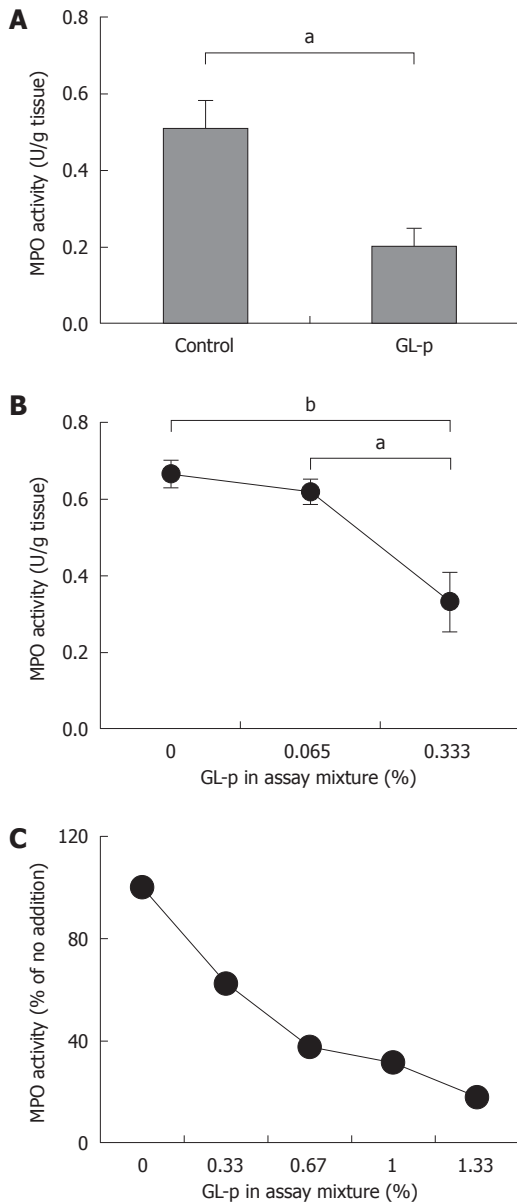 A
MPO activity (U/g tissue)
0.8
0.6
0.4
0.2
0.0
a
Control GL-p
B
MPO activity (U/g tissue)
0.8
0.6
0.4
0.2
0.0
b
a
0 0.065 0.333
GL-p in assay mixture (%)
C
MPO activity (% of no addition)
120
80
40
0
0 0.33 0.67 1 1.33
GL-p in assay mixture (%)